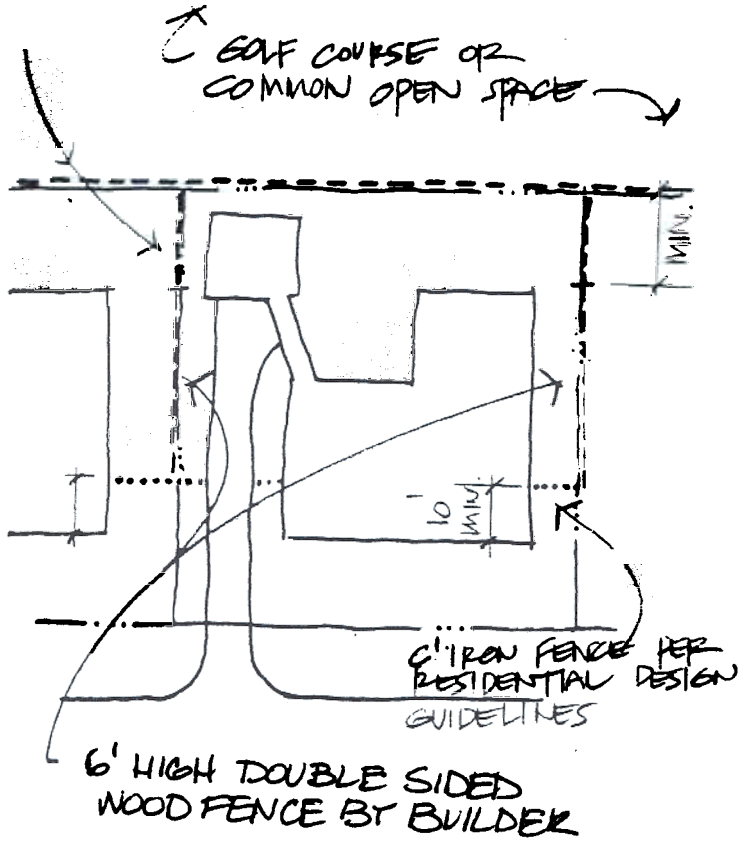 GOLF COURSE OR
COMMON OPEN SPACE
MIN.
10'
MIN.
6' IRON FENCE PER
RESIDENTIAL DESIGN
GUIDELINES
6' HIGH DOUBLE SIDED
WOOD FENCE BY BUILDER